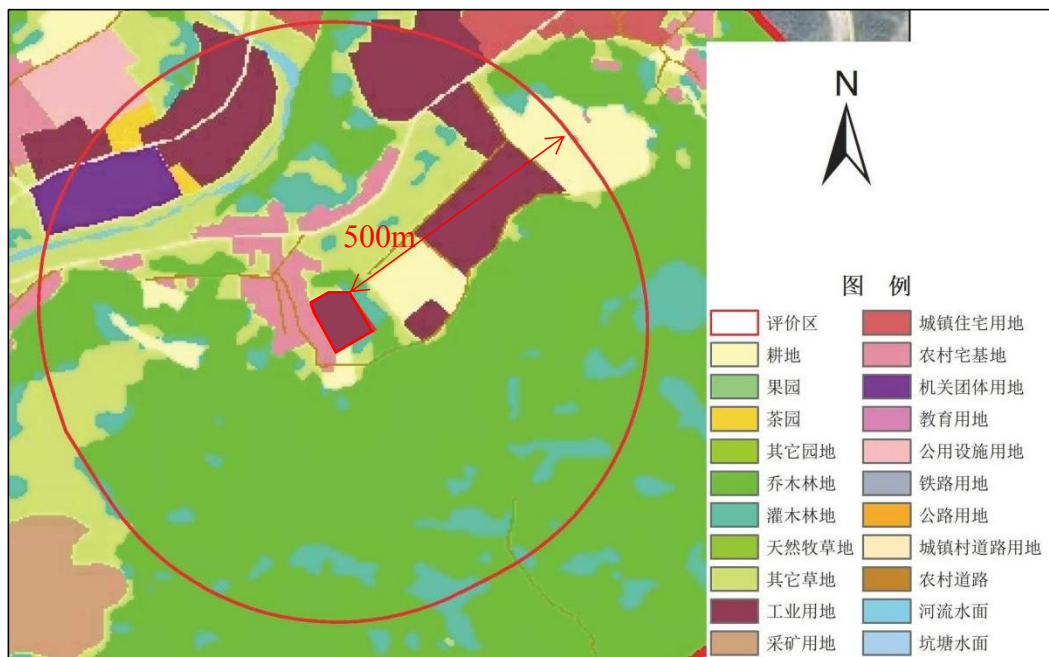 500m
N
图 例
评价区
城镇住宅用地
耕地
农村宅基地
果园
机关团体用地
茶园
教育用地
其它园地
公用设施用地
乔木林地
铁路用地
灌木林地
公路用地
天然牧草地
城镇村道路用地
其它草地
农村道路
工业用地
河流水面
采矿用地
坑塘水面